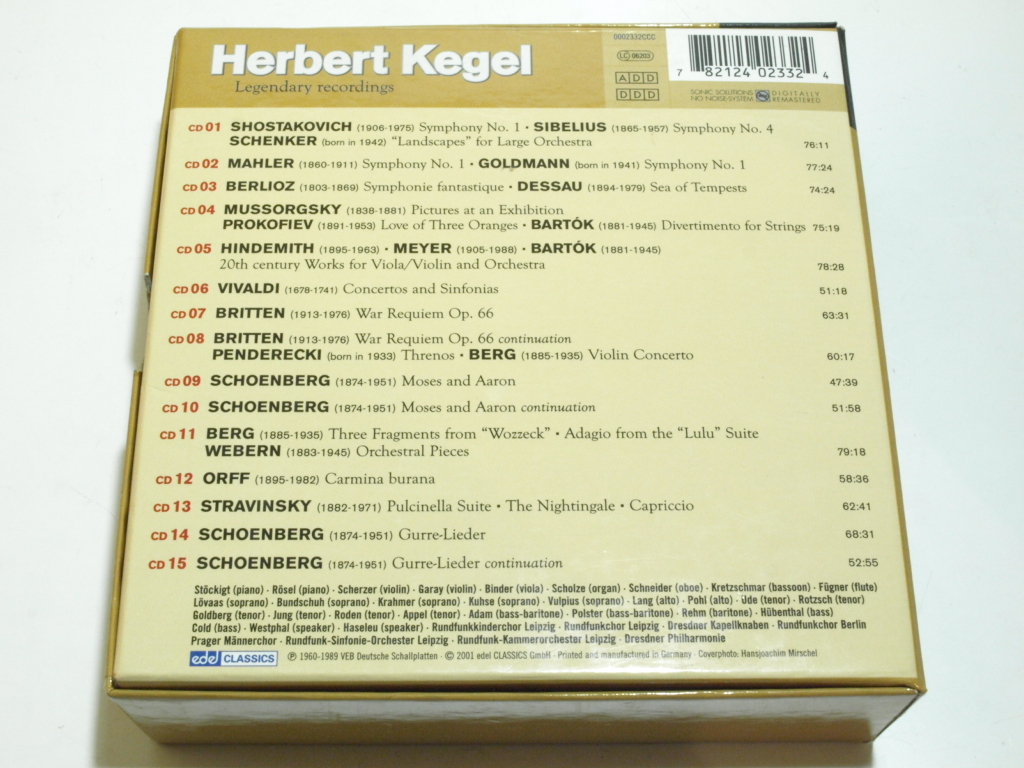 Herbert Kegel
Legendary recordings
0002332CCC
LC 06203
ADD
DDD
7 82124 02332 4
SONIC SOLUTIONS NO NOISE-SYSTEM S DIGITALLY REMASTERED
CD 01 SHOSTAKOVICH (1906-1975) Symphony No. 1 · SIBELIUS (1865-1957) Symphony No. 4
SCHENKER (born in 1942) “Landscapes” for Large Orchestra 76:11
CD 02 MAHLER (1860-1911) Symphony No. 1 · GOLDMANN (born in 1941) Symphony No. 1 77:24
CD 03 BERLIOZ (1803-1869) Symphonie fantastique · DESSAU (1894-1979) Sea of Tempests 74:24
CD 04 MUSSORGSKY (1838-1881) Pictures at an Exhibition
PROKOFIEV (1891-1953) Love of Three Oranges · BARTÓK (1881-1945) Divertimento for Strings 75:19
CD 05 HINDEMITH (1895-1963) · MEYER (1905-1988) · BARTÓK (1881-1945)
20th century Works for Viola/Violin and Orchestra 78:28
CD 06 VIVALDI (1678-1741) Concertos and Sinfonias 51:18
CD 07 BRITTEN (1913-1976) War Requiem Op. 66 63:31
CD 08 BRITTEN (1913-1976) War Requiem Op. 66 continuation
PENDERECKI (born in 1933) Threnos · BERG (1885-1935) Violin Concerto 60:17
CD 09 SCHOENBERG (1874-1951) Moses and Aaron 47:39
CD 10 SCHOENBERG (1874-1951) Moses and Aaron continuation 51:58
CD 11 BERG (1885-1935) Three Fragments from “Wozzeck” · Adagio from the “Lulu” Suite
WEBERN (1883-1945) Orchestral Pieces 79:18
CD 12 ORFF (1895-1982) Carmina burana 58:36
CD 13 STRAVINSKY (1882-1971) Pulcinella Suite · The Nightingale · Capriccio 62:41
CD 14 SCHOENBERG (1874-1951) Gurre-Lieder 68:31
CD 15 SCHOENBERG (1874-1951) Gurre-Lieder continuation 52:55
Stöckigt (piano) · Rösel (piano) · Scherzer (violin) · Garay (violin) · Binder (viola) · Scholze (organ) · Schneider (oboe) · Kretzschmar (bassoon) · Fügner (flute)
Lövaas (soprano) · Bundschuh (soprano) · Krahmer (soprano) · Kuhse (soprano) · Vulpius (soprano) · Lang (alto) · Pohl (alto) · Ude (tenor) · Rotzsch (tenor)
Goldberg (tenor) · Jung (tenor) · Roden (tenor) · Appel (tenor) · Adam (bass-baritone) · Polster (bass-baritone) · Rehm (baritone) · Hübenthal (bass)
Cold (bass) · Westphal (speaker) · Haseleu (speaker) · Rundfunkkinderchor Leipzig · Rundfunkchor Leipzig · Dresdner Kapellknaben · Rundfunkchor Berlin
Prager Männerchor · Rundfunk-Sinfonie-Orchester Leipzig · Rundfunk-Kammerorchester Leipzig · Dresdner Philharmonie
edel CLASSICS ℗ 1960-1989 VEB Deutsche Schallplatten · © 2001 edel CLASSICS GmbH · Printed and manufactured in Germany · Coverphoto: Hansjoachim Mirschel